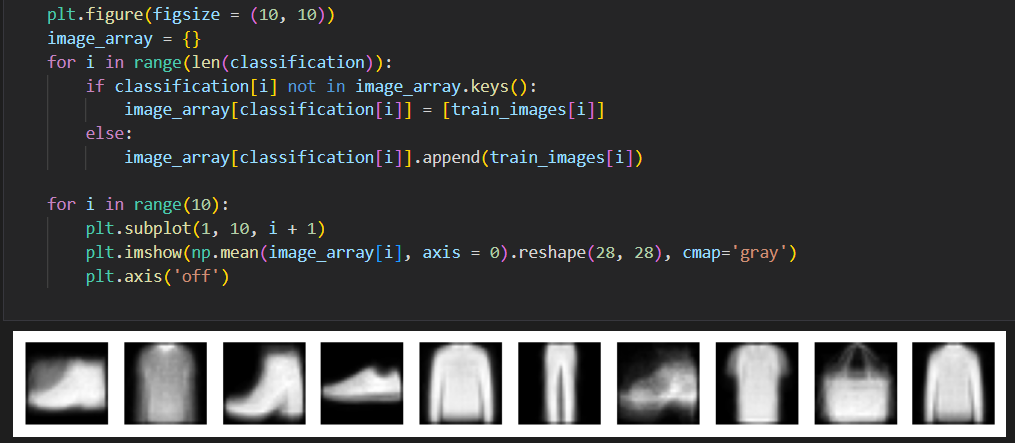 plt.figure(figsize = (10, 10))
image_array = {}
for i in range(len(classification)):
    if classification[i] not in image_array.keys():
        image_array[classification[i]] = [train_images[i]]
    else:
        image_array[classification[i]].append(train_images[i])

for i in range(10):
    plt.subplot(1, 10, i + 1)
    plt.imshow(np.mean(image_array[i], axis = 0).reshape(28, 28), cmap='gray')
    plt.axis('off')